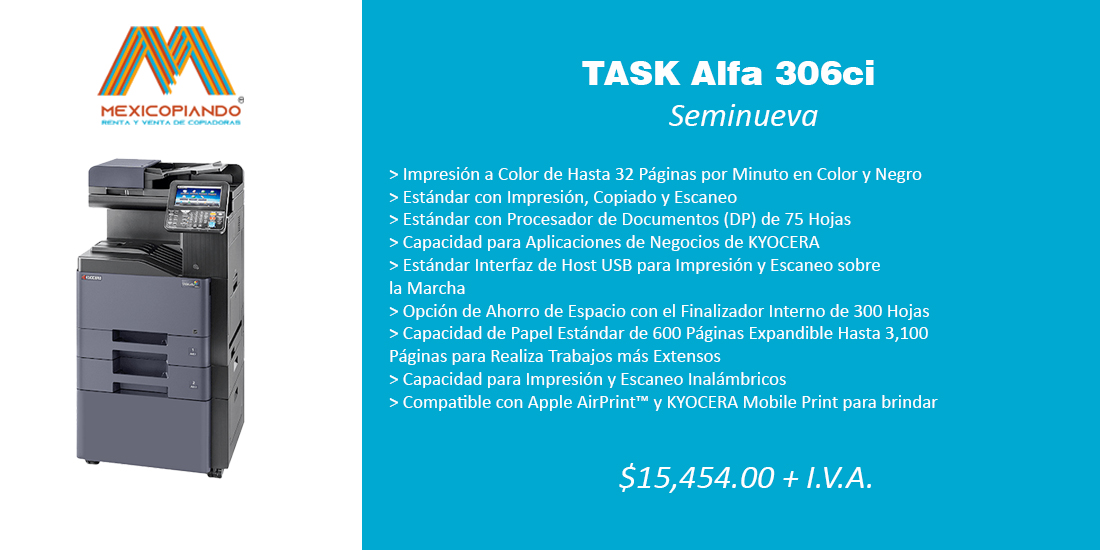 MEXICOPIANDO®
RENTA Y VENTA DE COPIADORAS
KYOCERA
TASK Alfa 306ci
Seminueva
> Impresión a Color de Hasta 32 Páginas por Minuto en Color y Negro
> Estándar con Impresión, Copiado y Escaneo
> Estándar con Procesador de Documentos (DP) de 75 Hojas
> Capacidad para Aplicaciones de Negocios de KYOCERA
> Estándar Interfaz de Host USB para Impresión y Escaneo sobre
la Marcha
> Opción de Ahorro de Espacio con el Finalizador Interno de 300 Hojas
> Capacidad de Papel Estándar de 600 Páginas Expandible Hasta 3,100
Páginas para Realiza Trabajos más Extensos
> Capacidad para Impresión y Escaneo Inalámbricos
> Compatible con Apple AirPrint™ y KYOCERA Mobile Print para brindar
$15,454.00 + I.V.A.